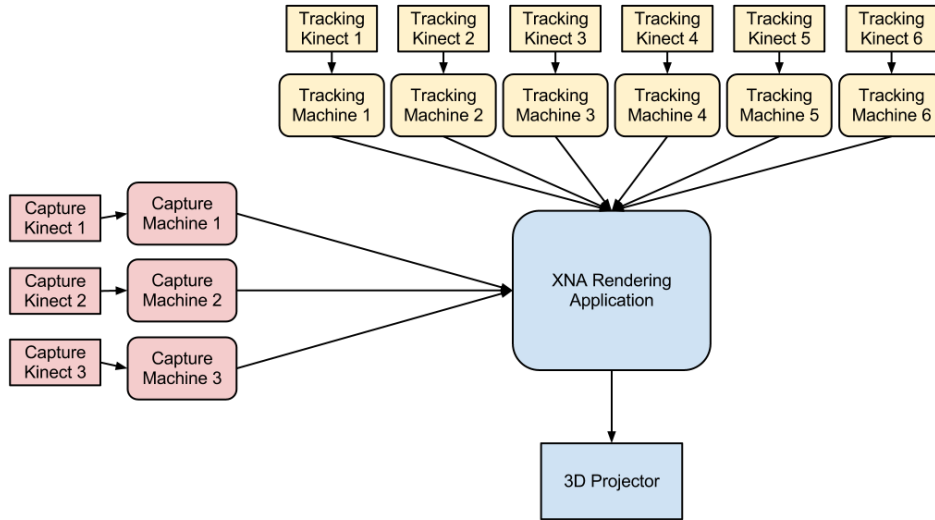 Tracking
Kinect 1
Tracking
Kinect 2
Tracking
Kinect 3
Tracking
Kinect 4
Tracking
Kinect 5
Tracking
Kinect 6
Tracking
Machine 1
Tracking
Machine 2
Tracking
Machine 3
Tracking
Machine 4
Tracking
Machine 5
Tracking
Machine 6
Capture
Kinect 1
Capture
Machine 1
Capture
Kinect 2
Capture
Machine 2
Capture
Kinect 3
Capture
Machine 3
XNA Rendering
Application
3D Projector